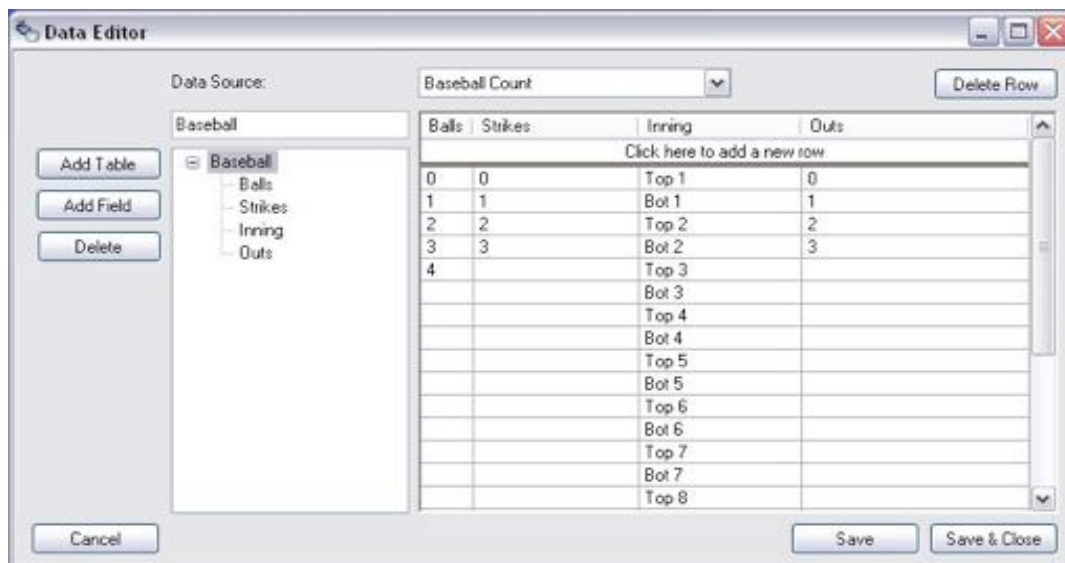 Data Editor
Data Source: Baseball Count Delete Row
Baseball
Add Table
Add Field
Delete
Baseball
Balls
Strikes
Inning
Outs
Balls Strikes Inning Outs
Click here to add a new row
0 0 Top 1 0
1 1 Bot 1 1
2 2 Top 2 2
3 3 Bot 2 3
4 Top 3
Bot 3
Top 4
Bot 4
Top 5
Bot 5
Top 6
Bot 6
Top 7
Bot 7
Top 8
Cancel Save Save & Close